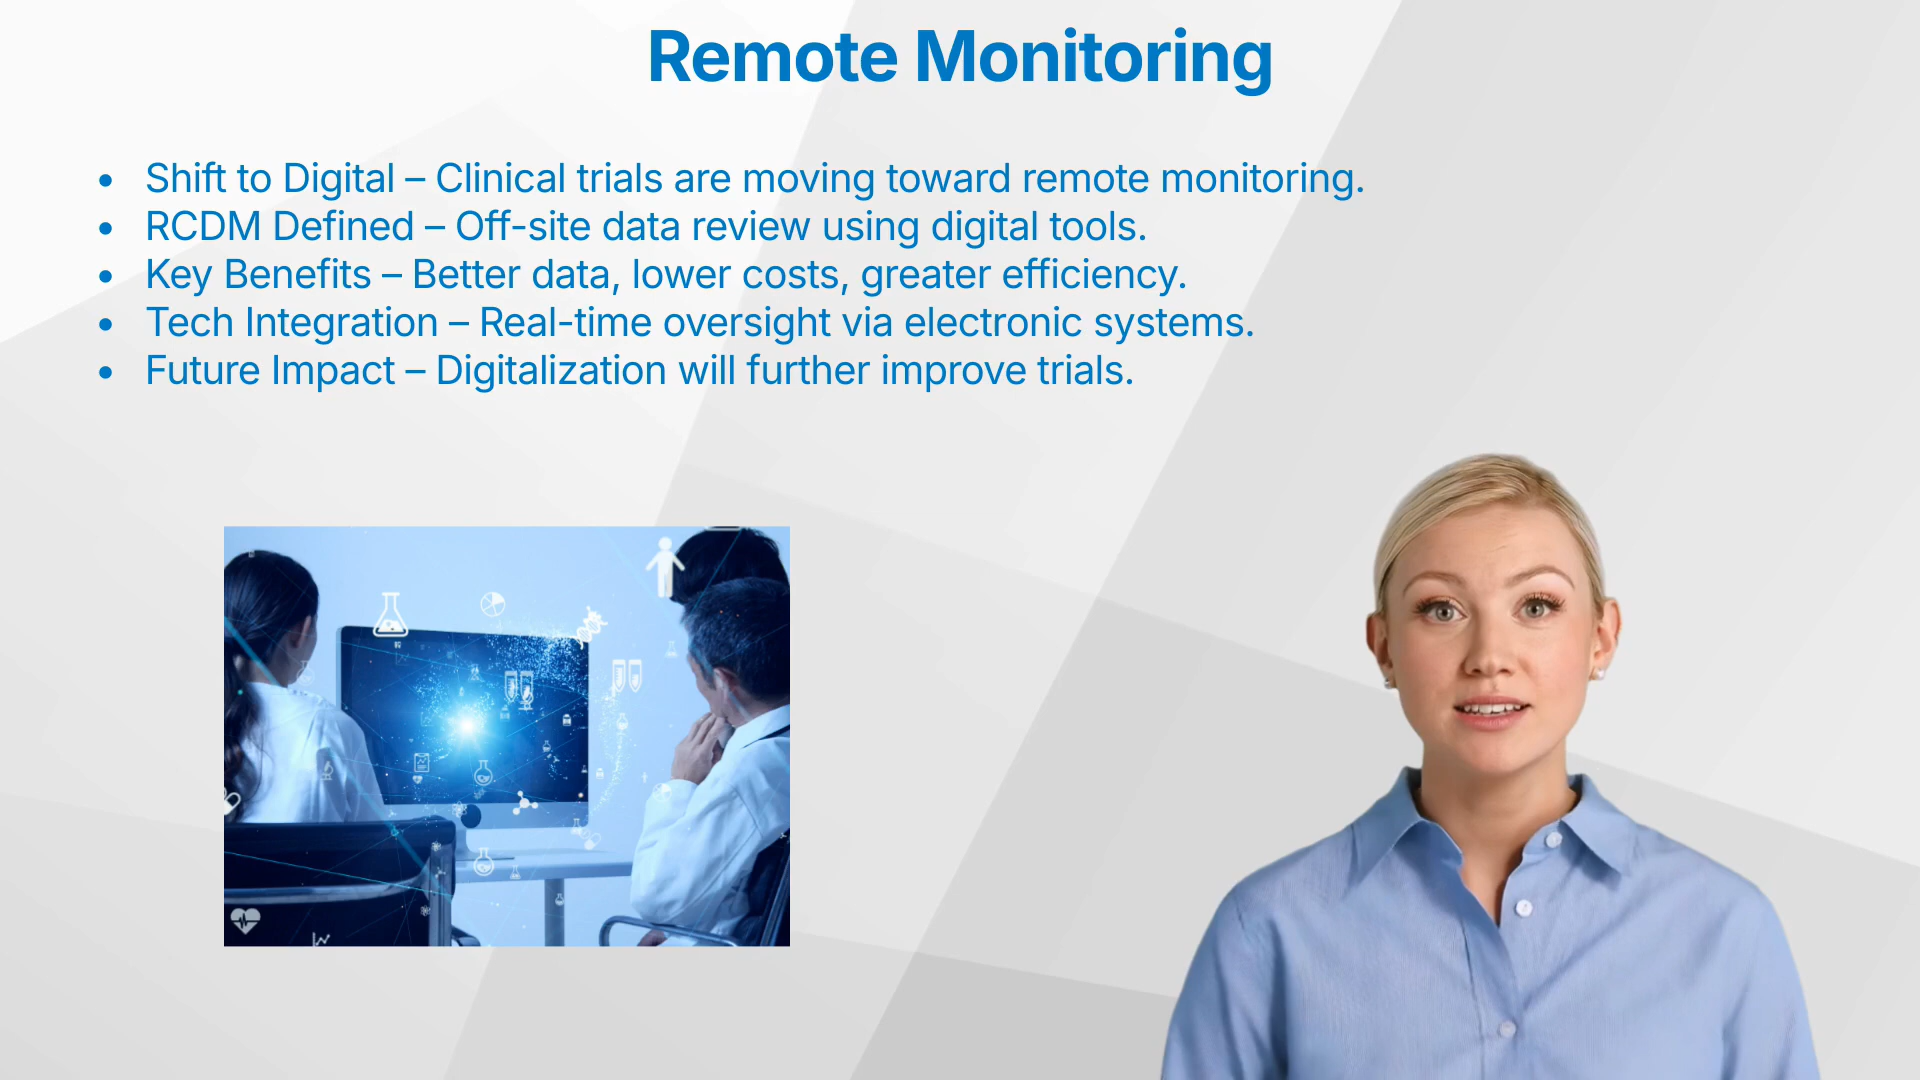 Remote Monitoring
• Shift to Digital – Clinical trials are moving toward remote monitoring.
• RCDM Defined – Off-site data review using digital tools.
• Key Benefits – Better data, lower costs, greater efficiency.
• Tech Integration – Real-time oversight via electronic systems.
• Future Impact – Digitalization will further improve trials.